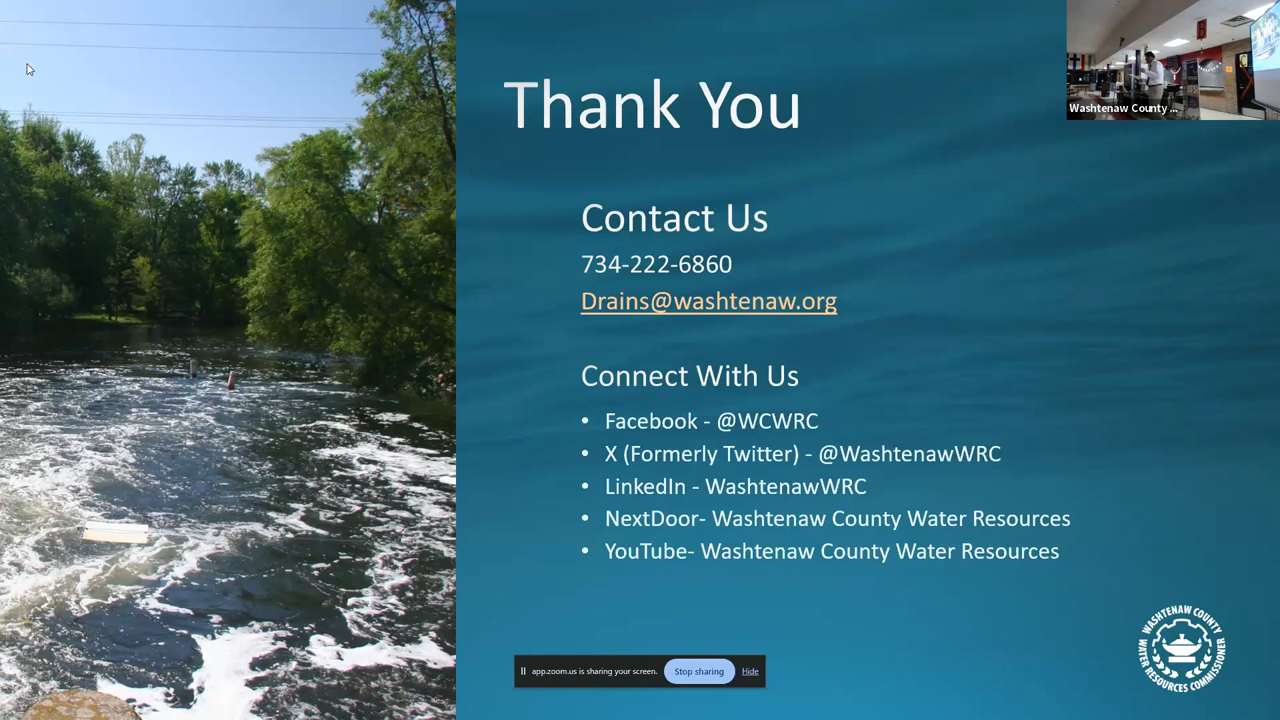 Thank You
Washtenaw County ...
Contact Us
734-222-6860
Drains@washtenaw.org
Connect With Us
• Facebook - @WCWRC
• X (Formerly Twitter) - @WashtenawWRC
• LinkedIn - WashtenawWRC
• NextDoor- Washtenaw County Water Resources
• YouTube- Washtenaw County Water Resources
WASHTENAW COUNTY
WATER RESOURCES COMMISSIONER
app.zoom.us is sharing your screen. Stop sharing Hide